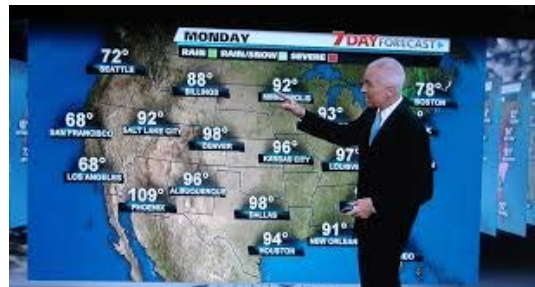 MONDAY
7DAY FORECAST
RAIN RAIN/SNOW SEVERE
72°
SEATTLE
88°
BILLINGS
92°
MINNEAPOLIS
78°
BOSTON
68°
SAN FRANCISCO
92°
SALT LAKE CITY
98°
DENVER
93°
96°
KANSAS CITY
97°
68°
LOS ANGELES
96°
ALBUQUERQUE
109°
PHOENIX
98°
DALLAS
94°
HOUSTON
91°
NEW ORLEAN